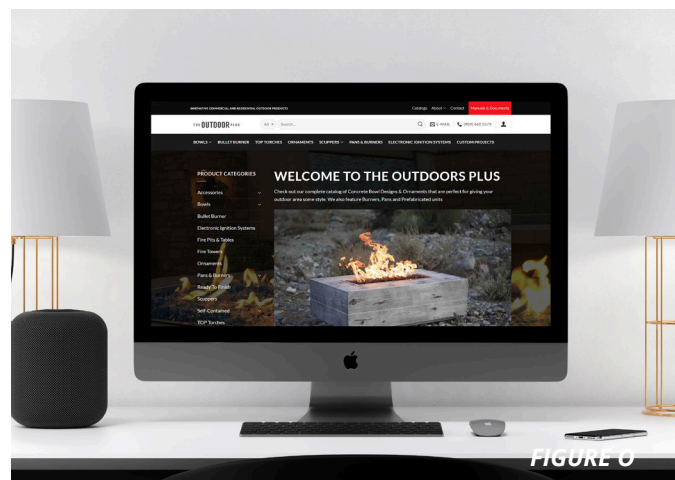 INNOVATIVE COMMERCIAL AND RESIDENTIAL OUTDOOR PRODUCTS
Catalogs About Contact Manuals & Documents
THE OUTDOOR PLUS All Search... E-MAIL (909) 460 5579
BOWLS BULLET BURNER TOP TORCHES ORNAMENTS SCUPPERS PANS & BURNERS ELECTRONIC IGNITION SYSTEMS CUSTOM PROJECTS
PRODUCT CATEGORIES
Accessories
Bowls
Bullet Burner
Electronic Ignition Systems
Fire Pits & Tables
Fire Towers
Ornaments
Pans & Burners
Ready To Finish
Scuppers
Self-Contained
TOP Torches
WELCOME TO THE OUTDOORS PLUS
Check out our complete catalog of Concrete Bowl Designs & Ornaments that are perfect for giving your
outdoor area some style. We also feature Burners, Pans and Prefabricated units
FIGURE O